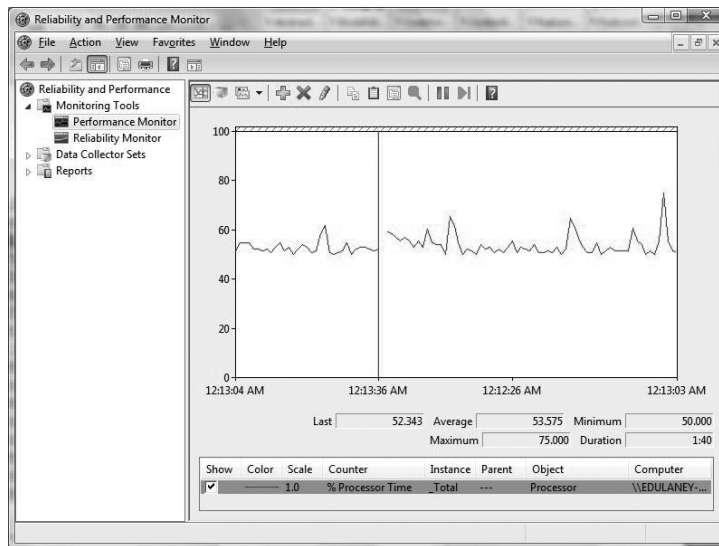 Reliability and Performance Monitor
File Action View Favorites Window Help
Reliability and Performance
Monitoring Tools
Performance Monitor
Reliability Monitor
Data Collector Sets
Reports
100
80
60
40
20
0
12:13:04 AM 12:13:36 AM 12:12:26 AM 12:13:03 AM
Last 52.343 Average 53.575 Minimum 50.000
Maximum 75.000 Duration 1:40
Show Color Scale Counter Instance Parent Object Computer
1.0 % Processor Time _Total --- Processor \\EDULANEY-...